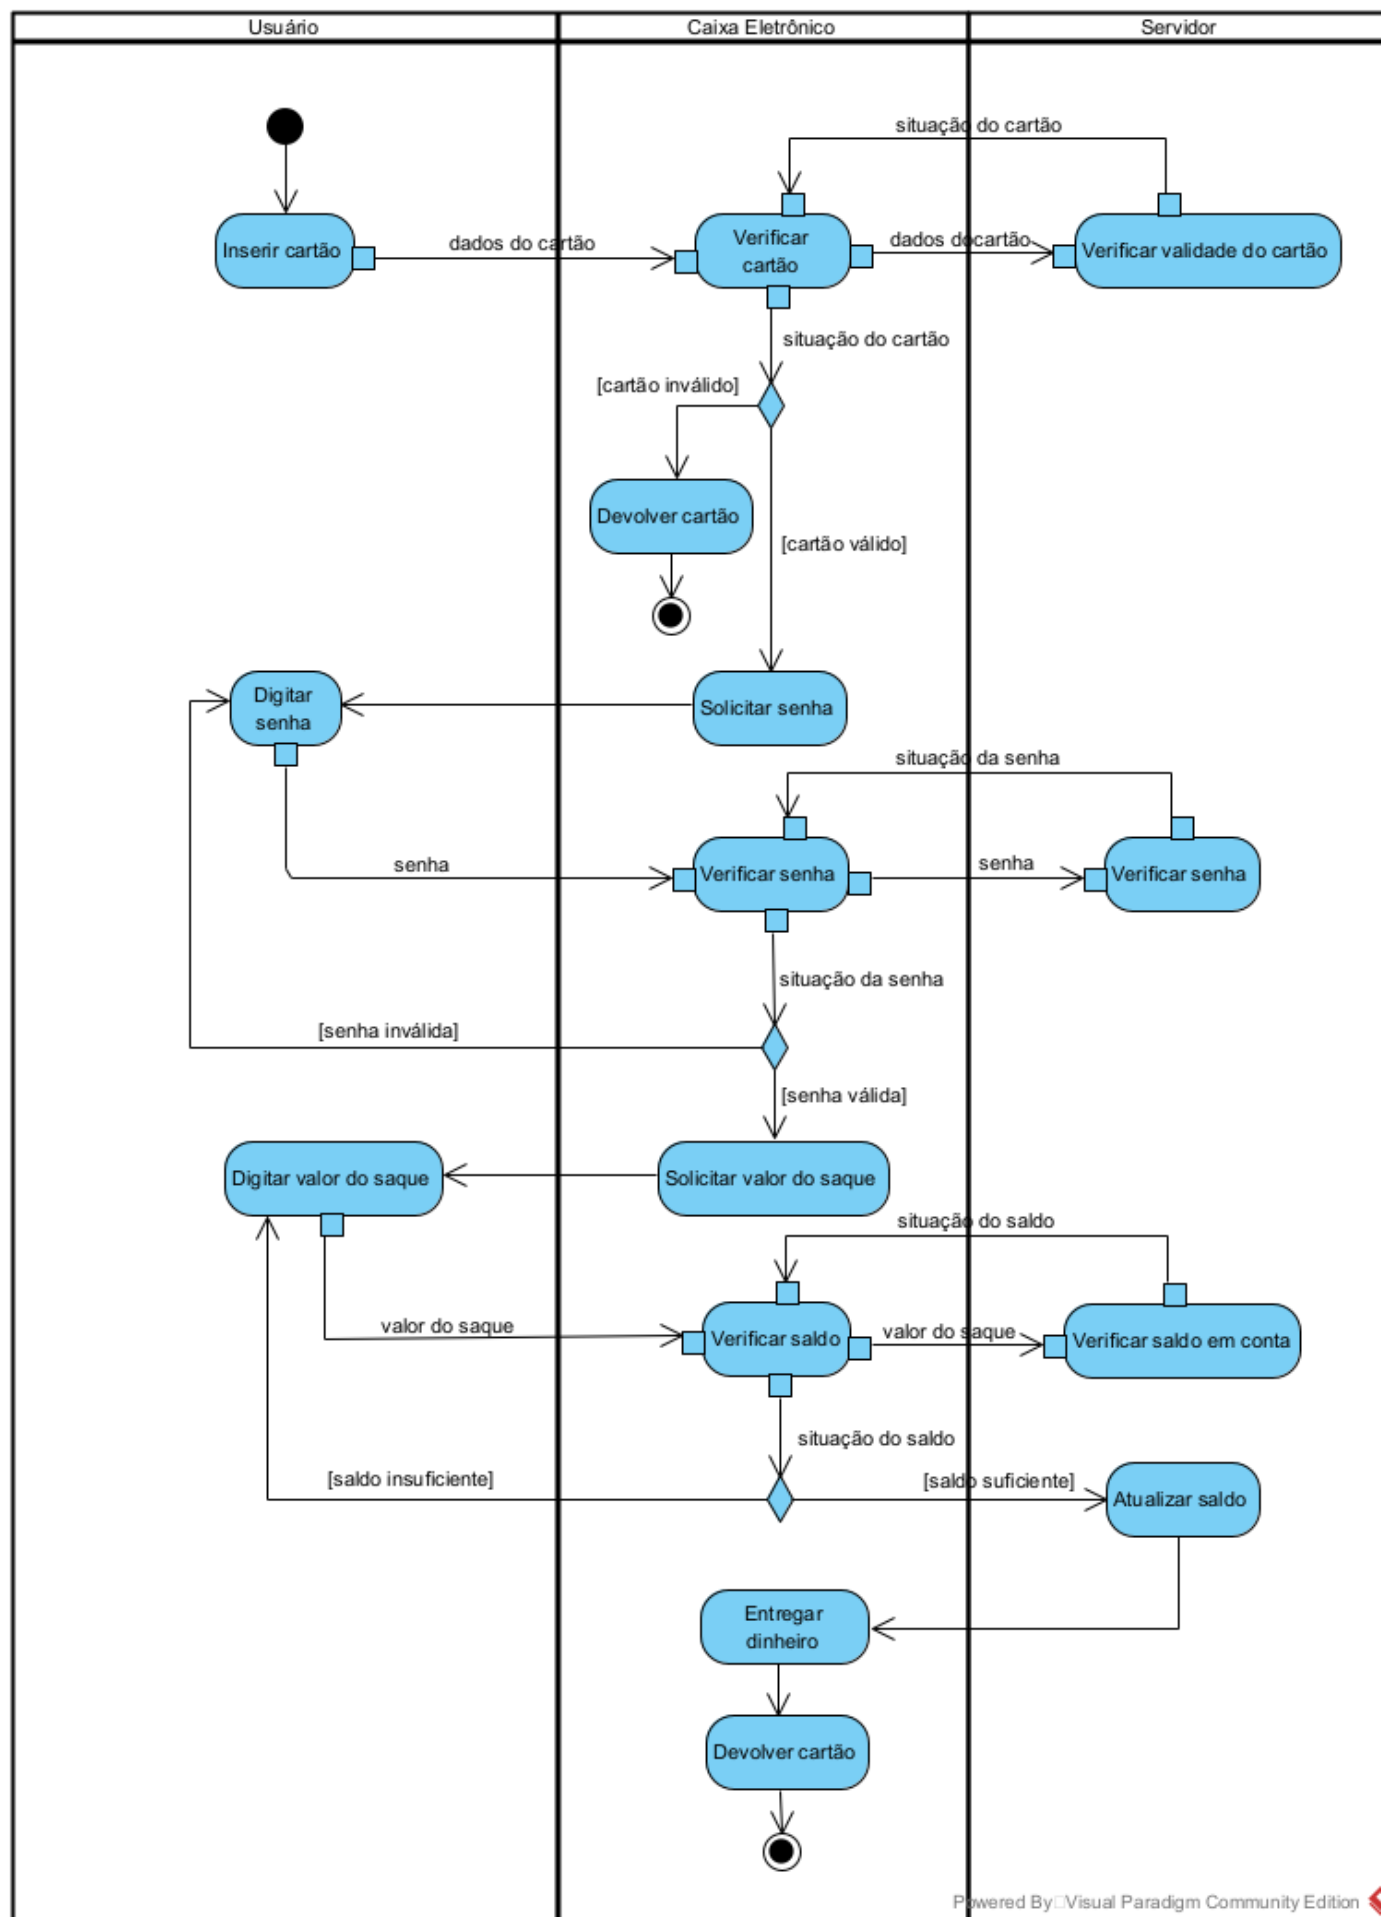 Usuário
Caixa Eletrônico
Servidor
situação do cartão
Inserir cartão
dados do cartão
Verificar
cartão
dados docartão
Verificar validade do cartão
situação do cartão
[cartão inválido]
Devolver cartão
[cartão válido]
Digitar
senha
Solicitar senha
situação da senha
senha
Verificar senha
senha
Verificar senha
situação da senha
[senha inválida]
[senha válida]
Digitar valor do saque
Solicitar valor do saque
situação do saldo
valor do saque
Verificar saldo
valor do saque
Verificar saldo em conta
situação do saldo
[saldo insuficiente]
[saldo suficiente]
Atualizar saldo
Entregar
dinheiro
Devolver cartão
Powered By Visual Paradigm Community Edition